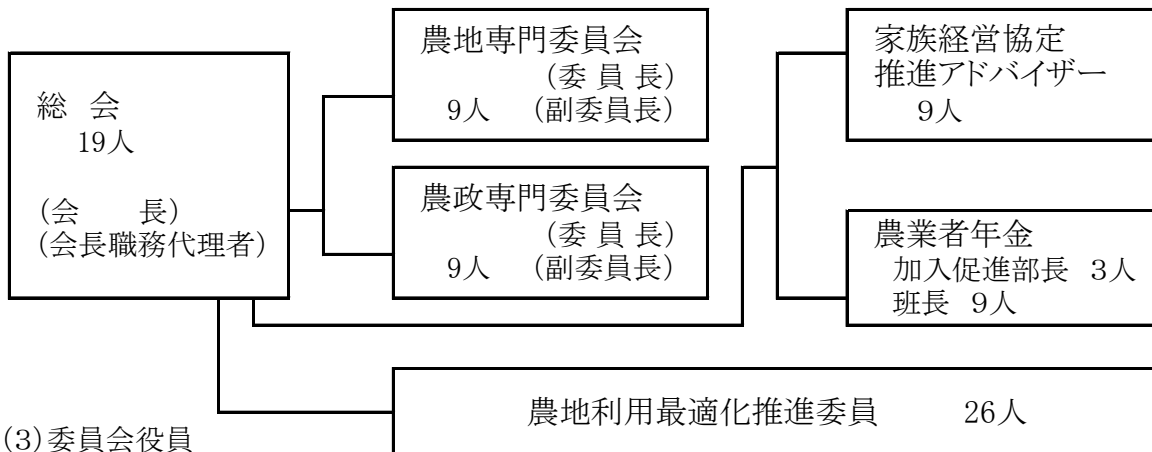 総 会
19人
(会 長)
(会長職務代理者)
農地専門委員会
(委 員 長)
9人 (副委員長)
農政専門委員会
(委 員 長)
9人 (副委員長)
家族経営協定
推進アドバイザー
9人
農業者年金
加入促進部長 3人
班長 9人
農地利用最適化推進委員 26人
(3)委員会役員